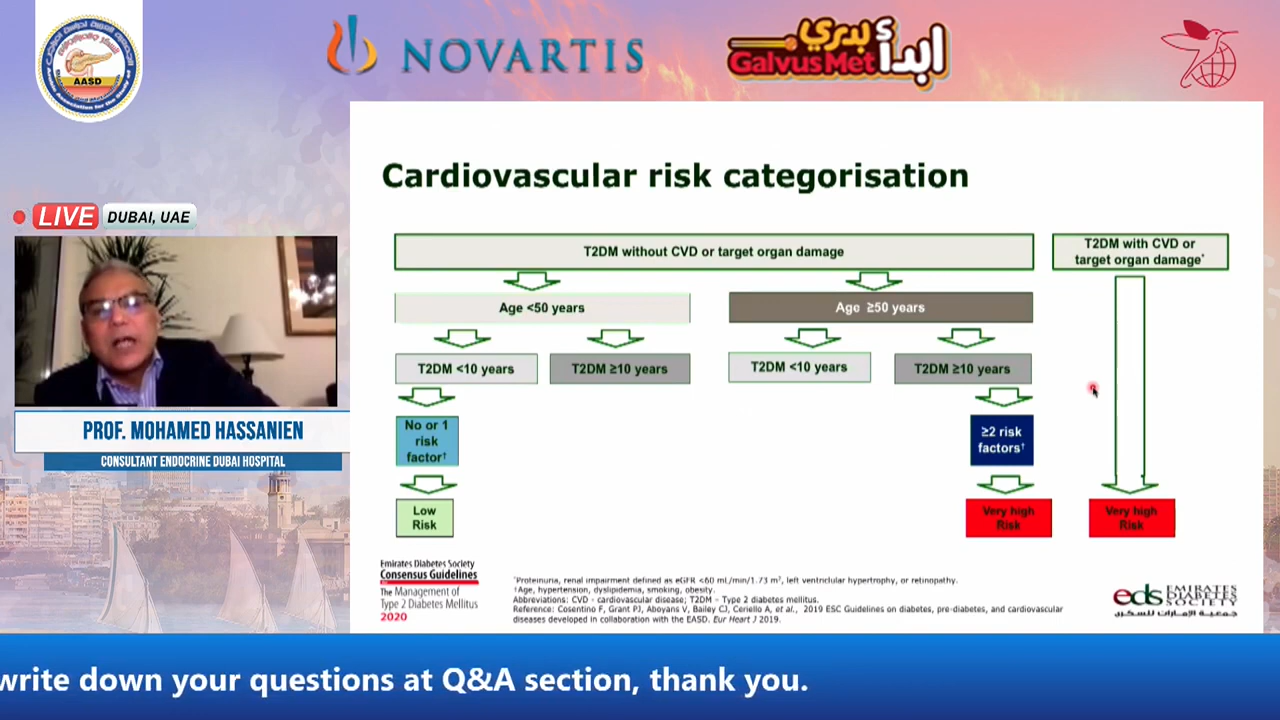 AASD
NOVARTIS
ابدأ بدري
GalvusMet
LIVE
DUBAI, UAE
PROF. MOHAMED HASSANIEN
CONSULTANT ENDOCRINE DUBAI HOSPITAL
Cardiovascular risk categorisation
T2DM without CVD or target organ damage
T2DM with CVD or
target organ damage*
Age <50 years
Age ≥50 years
T2DM <10 years
T2DM ≥10 years
T2DM <10 years
T2DM ≥10 years
No or 1
risk
factor†
≥2 risk
factors†
Low
Risk
Very high
Risk
Very high
Risk
Emirates Diabetes Society
Consensus Guidelines
The Management of
Type 2 Diabetes Mellitus
2020
*Proteinuria, renal impairment defined as eGFR <60 mL/min/1.73 m², left ventricular hypertrophy, or retinopathy.
†Age, hypertension, dyslipidemia, smoking, obesity.
Abbreviations: CVD - cardiovascular disease; T2DM - Type 2 diabetes mellitus.
Reference: Cosentino F, Grant PJ, Aboyans V, Bailey CJ, Ceriello A, et al., 2019 ESC Guidelines on diabetes, pre-diabetes, and cardiovascular
diseases developed in collaboration with the EASD. Eur Heart J 2019.
eds EMIRATES
SOCIETY
جمعية الإمارات للسكري
write down your questions at Q&A section, thank you.